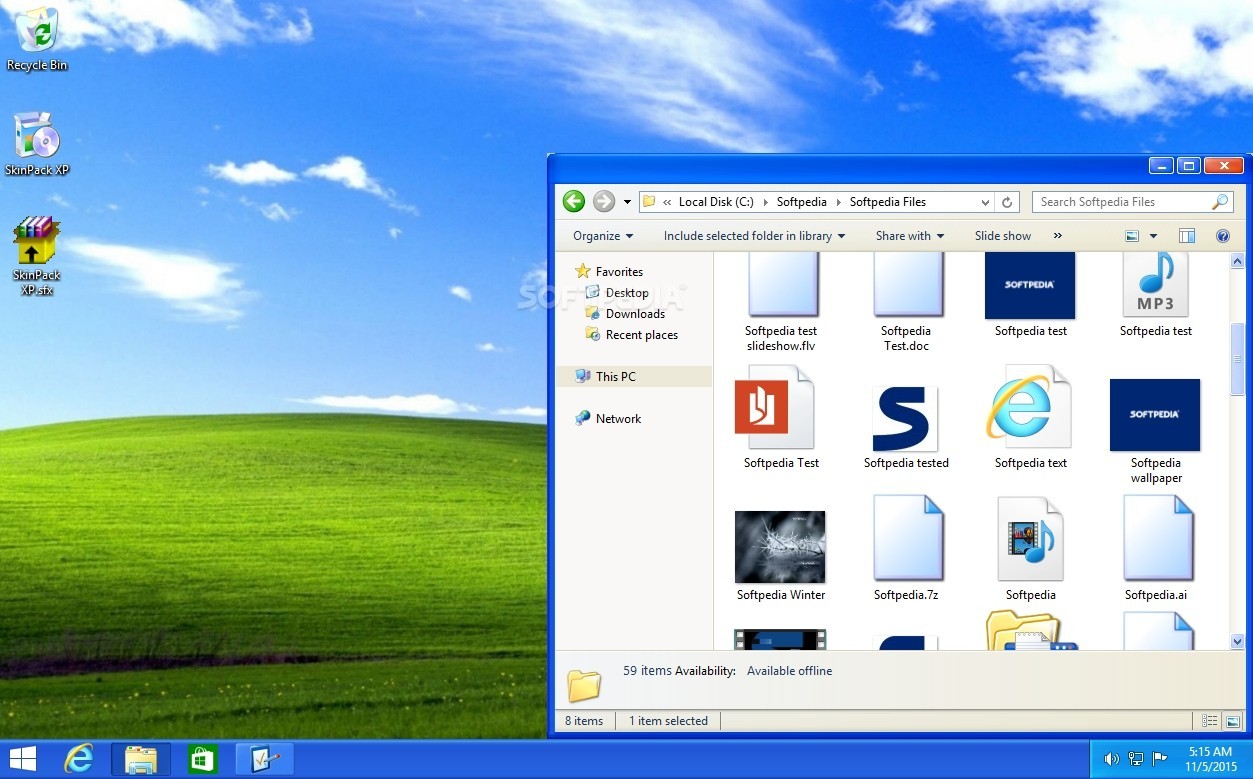 Recycle Bin
SkinPack XP
SkinPack
XP.sfx
SOFTPEDIA
« Local Disk (C:) Softpedia Softpedia Files
Search Softpedia Files
Organize Include selected folder in library Share with Slide show »
Favorites
Desktop
Downloads
Recent places
This PC
Network
SOFTPEDIA
MP3
Softpedia test
slideshow.flv
Softpedia
Test.doc
Softpedia test
Softpedia test
SOFTPEDIA
Softpedia Test
Softpedia tested
Softpedia text
Softpedia
wallpaper
Softpedia Winter
Softpedia.7z
Softpedia
Softpedia.ai
59 items Availability: Available offline
8 items 1 item selected
5:15 AM
11/5/2015